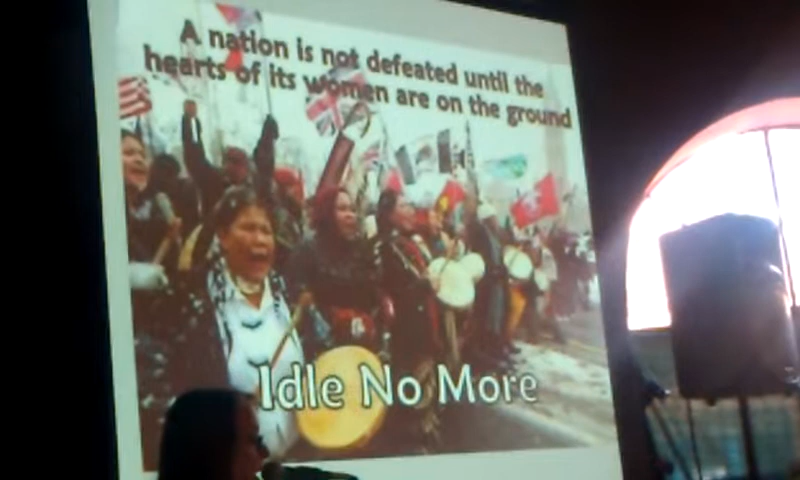 A nation is not defeated until the
hearts of its women are on the ground
Idle No More